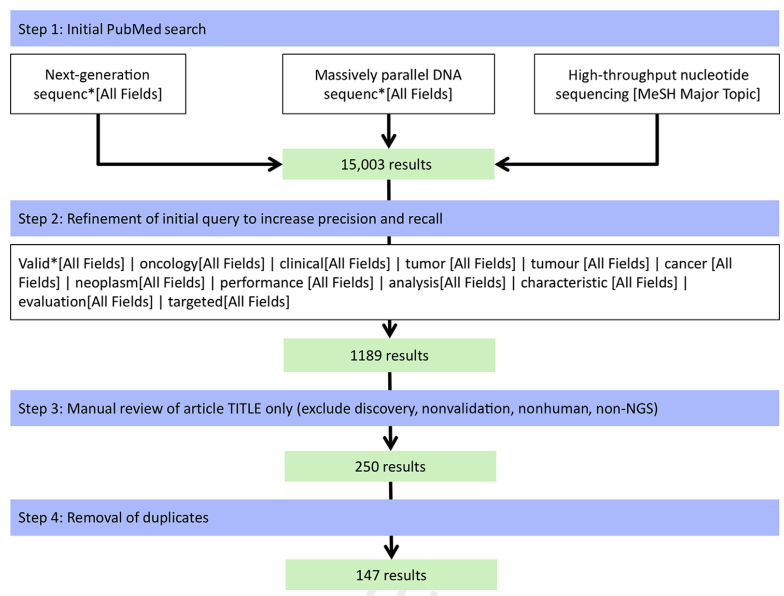 Step 1: Initial PubMed search
Next-generation
sequenc*[All Fields]
Massively parallel DNA
sequenc*[All Fields]
High-throughput nucleotide
sequencing [MeSH Major Topic]
15,003 results
Step 2: Refinement of initial query to increase precision and recall
Valid*[All Fields] | oncology[All Fields] | clinical[All Fields] | tumor [All Fields] | tumour [All Fields] | cancer [All
Fields] | neoplasm[All Fields] | performance [All Fields] | analysis[All Fields] | characteristic [All Fields] |
evaluation[All Fields] | targeted[All Fields]
1189 results
Step 3: Manual review of article TITLE only (exclude discovery, nonvalidation, nonhuman, non-NGS)
250 results
Step 4: Removal of duplicates
147 results